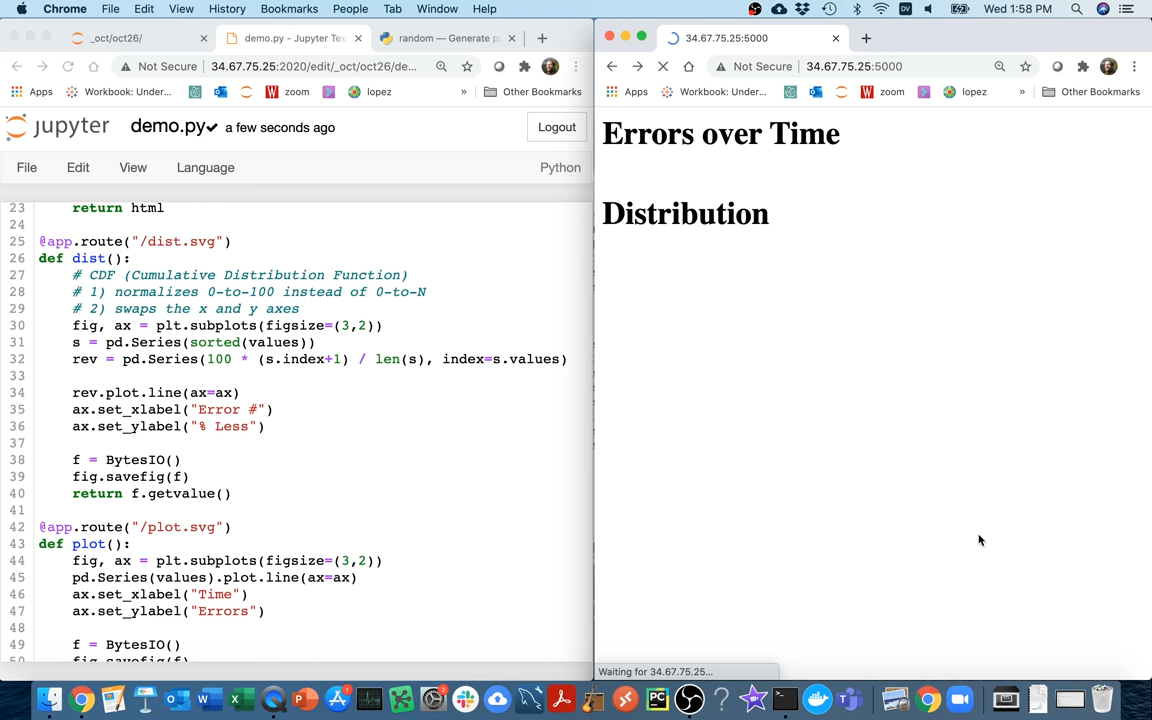 Chrome File Edit View History Bookmarks People Tab Window Help
DV Wed 1:58 PM
_oct/oct26/ demo.py - Jupyter Tex random — Generate p
Not Secure 34.67.75.25:2020/edit/_oct/oct26/de...
Apps Workbook: Under... zoom lopez » Other Bookmarks
jupyter demo.py a few seconds ago Logout
File Edit View Language Python
23 return html
24
25 @app.route("/dist.svg")
26 def dist():
27 # CDF (Cumulative Distribution Function)
28 # 1) normalizes 0-to-100 instead of 0-to-N
29 # 2) swaps the x and y axes
30 fig, ax = plt.subplots(figsize=(3,2))
31 s = pd.Series(sorted(values))
32 rev = pd.Series(100 * (s.index+1) / len(s), index=s.values)
33
34 rev.plot.line(ax=ax)
35 ax.set_xlabel("Error #")
36 ax.set_ylabel("% Less")
37
38 f = BytesIO()
39 fig.savefig(f)
40 return f.getvalue()
41
42 @app.route("/plot.svg")
43 def plot():
44 fig, ax = plt.subplots(figsize=(3,2))
45 pd.Series(values).plot.line(ax=ax)
46 ax.set_xlabel("Time")
47 ax.set_ylabel("Errors")
48
49 f = BytesIO()
50 fig.savefig(f)
34.67.75.25:5000
Not Secure 34.67.75.25:5000
Apps Workbook: Under... zoom lopez » Other Bookmarks
Errors over Time
Distribution
Waiting for 34.67.75.25...